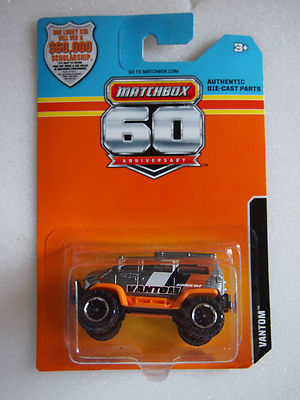 ONE LUCKY KID
WILL WIN A
$60,000
SCHOLARSHIP.
GO TO MATCHBOX.COM
3+
MATCHBOX
AUTHENTIC
DIE-CAST PARTS
60
ANNIVERSARY™
VANTOM
VANTOM™